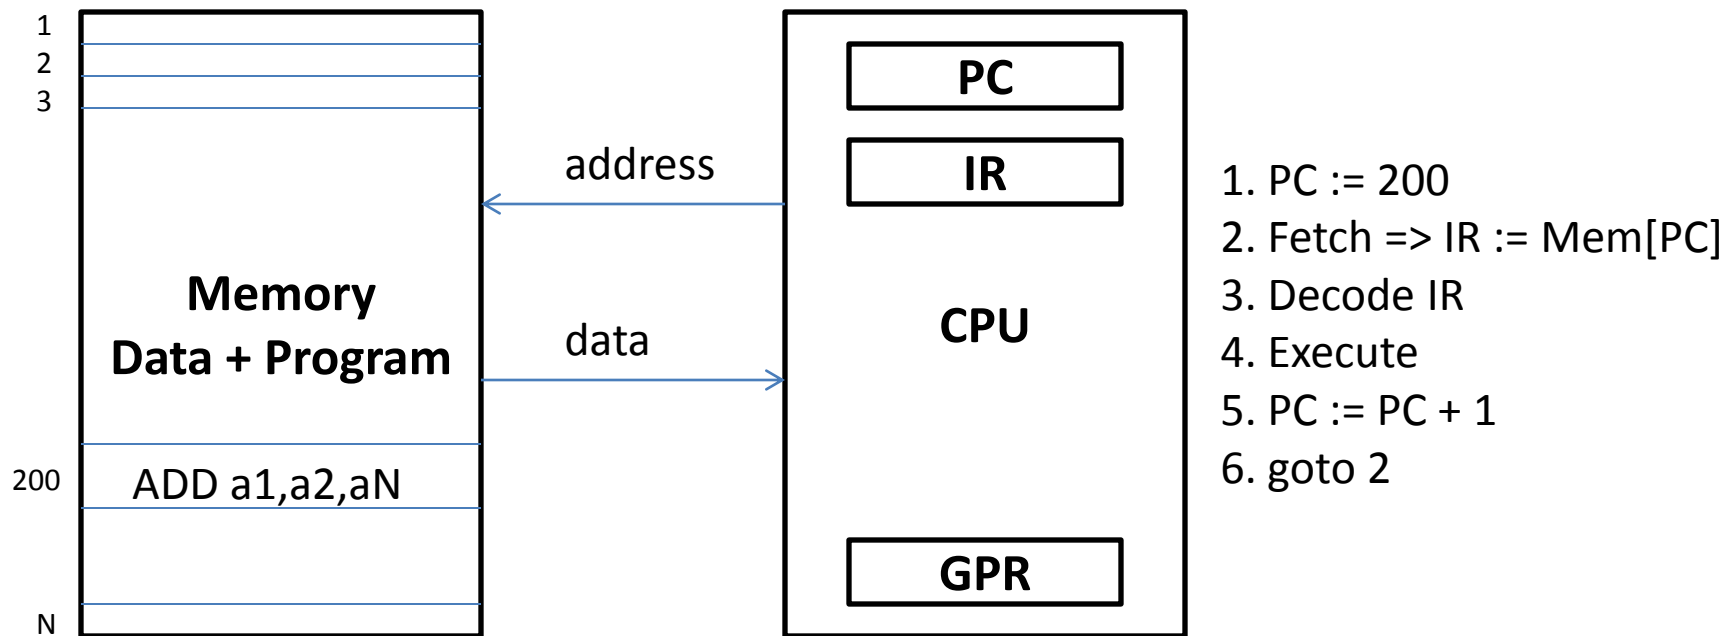 1
2
3
Memory
Data + Program
200
ADD a1,a2,aN
N
address
data
PC
IR
CPU
GPR
1. PC := 200
2. Fetch => IR := Mem[PC]
3. Decode IR
4. Execute
5. PC := PC + 1
6. goto 2